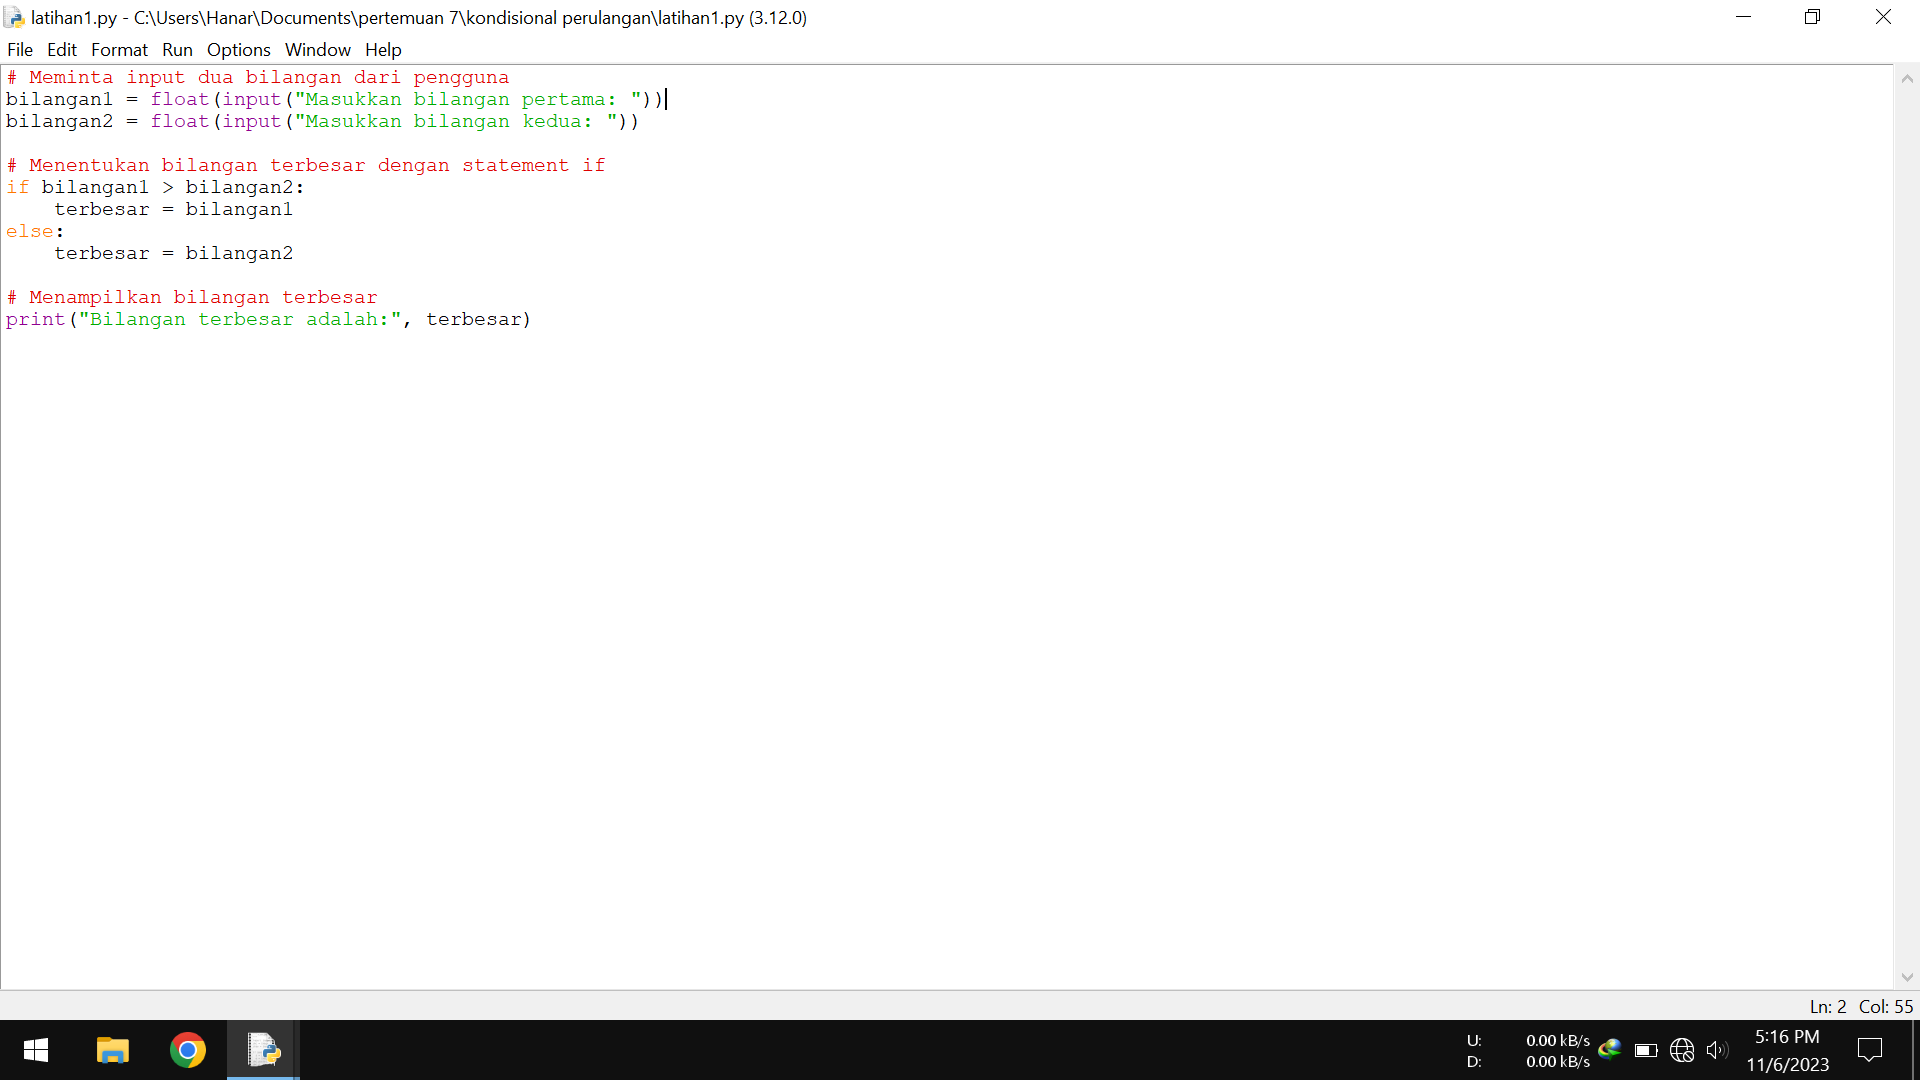 latihan1.py - C:\Users\Hanar\Documents\pertemuan 7\kondisional perulangan\latihan1.py (3.12.0)
File Edit Format Run Options Window Help
# Meminta input dua bilangan dari pengguna
bilangan1 = float(input("Masukkan bilangan pertama: "))
bilangan2 = float(input("Masukkan bilangan kedua: "))
# Menentukan bilangan terbesar dengan statement if
if bilangan1 > bilangan2:
    terbesar = bilangan1
else:
    terbesar = bilangan2
# Menampilkan bilangan terbesar
print("Bilangan terbesar adalah:", terbesar)
Ln: 2 Col: 55
U: 0.00 kB/s
D: 0.00 kB/s
5:16 PM
11/6/2023